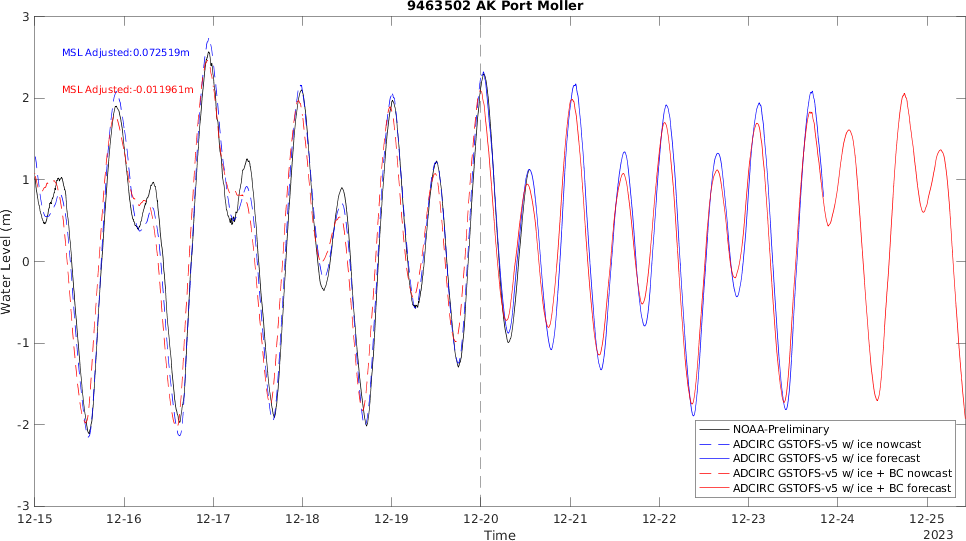 9463502 AK Port Moller
3
MSL Adjusted:0.072519m
MSL Adjusted:-0.011961m
2
1
0
-1
-2
-3
Water Level (m)
NOAA-Preliminary
ADCIRC GSTOFS-v5 w/ ice nowcast
ADCIRC GSTOFS-v5 w/ ice forecast
ADCIRC GSTOFS-v5 w/ ice + BC nowcast
ADCIRC GSTOFS-v5 w/ ice + BC forecast
12-15 12-16 12-17 12-18 12-19 12-20 12-21 12-22 12-23 12-24 12-25
Time 2023